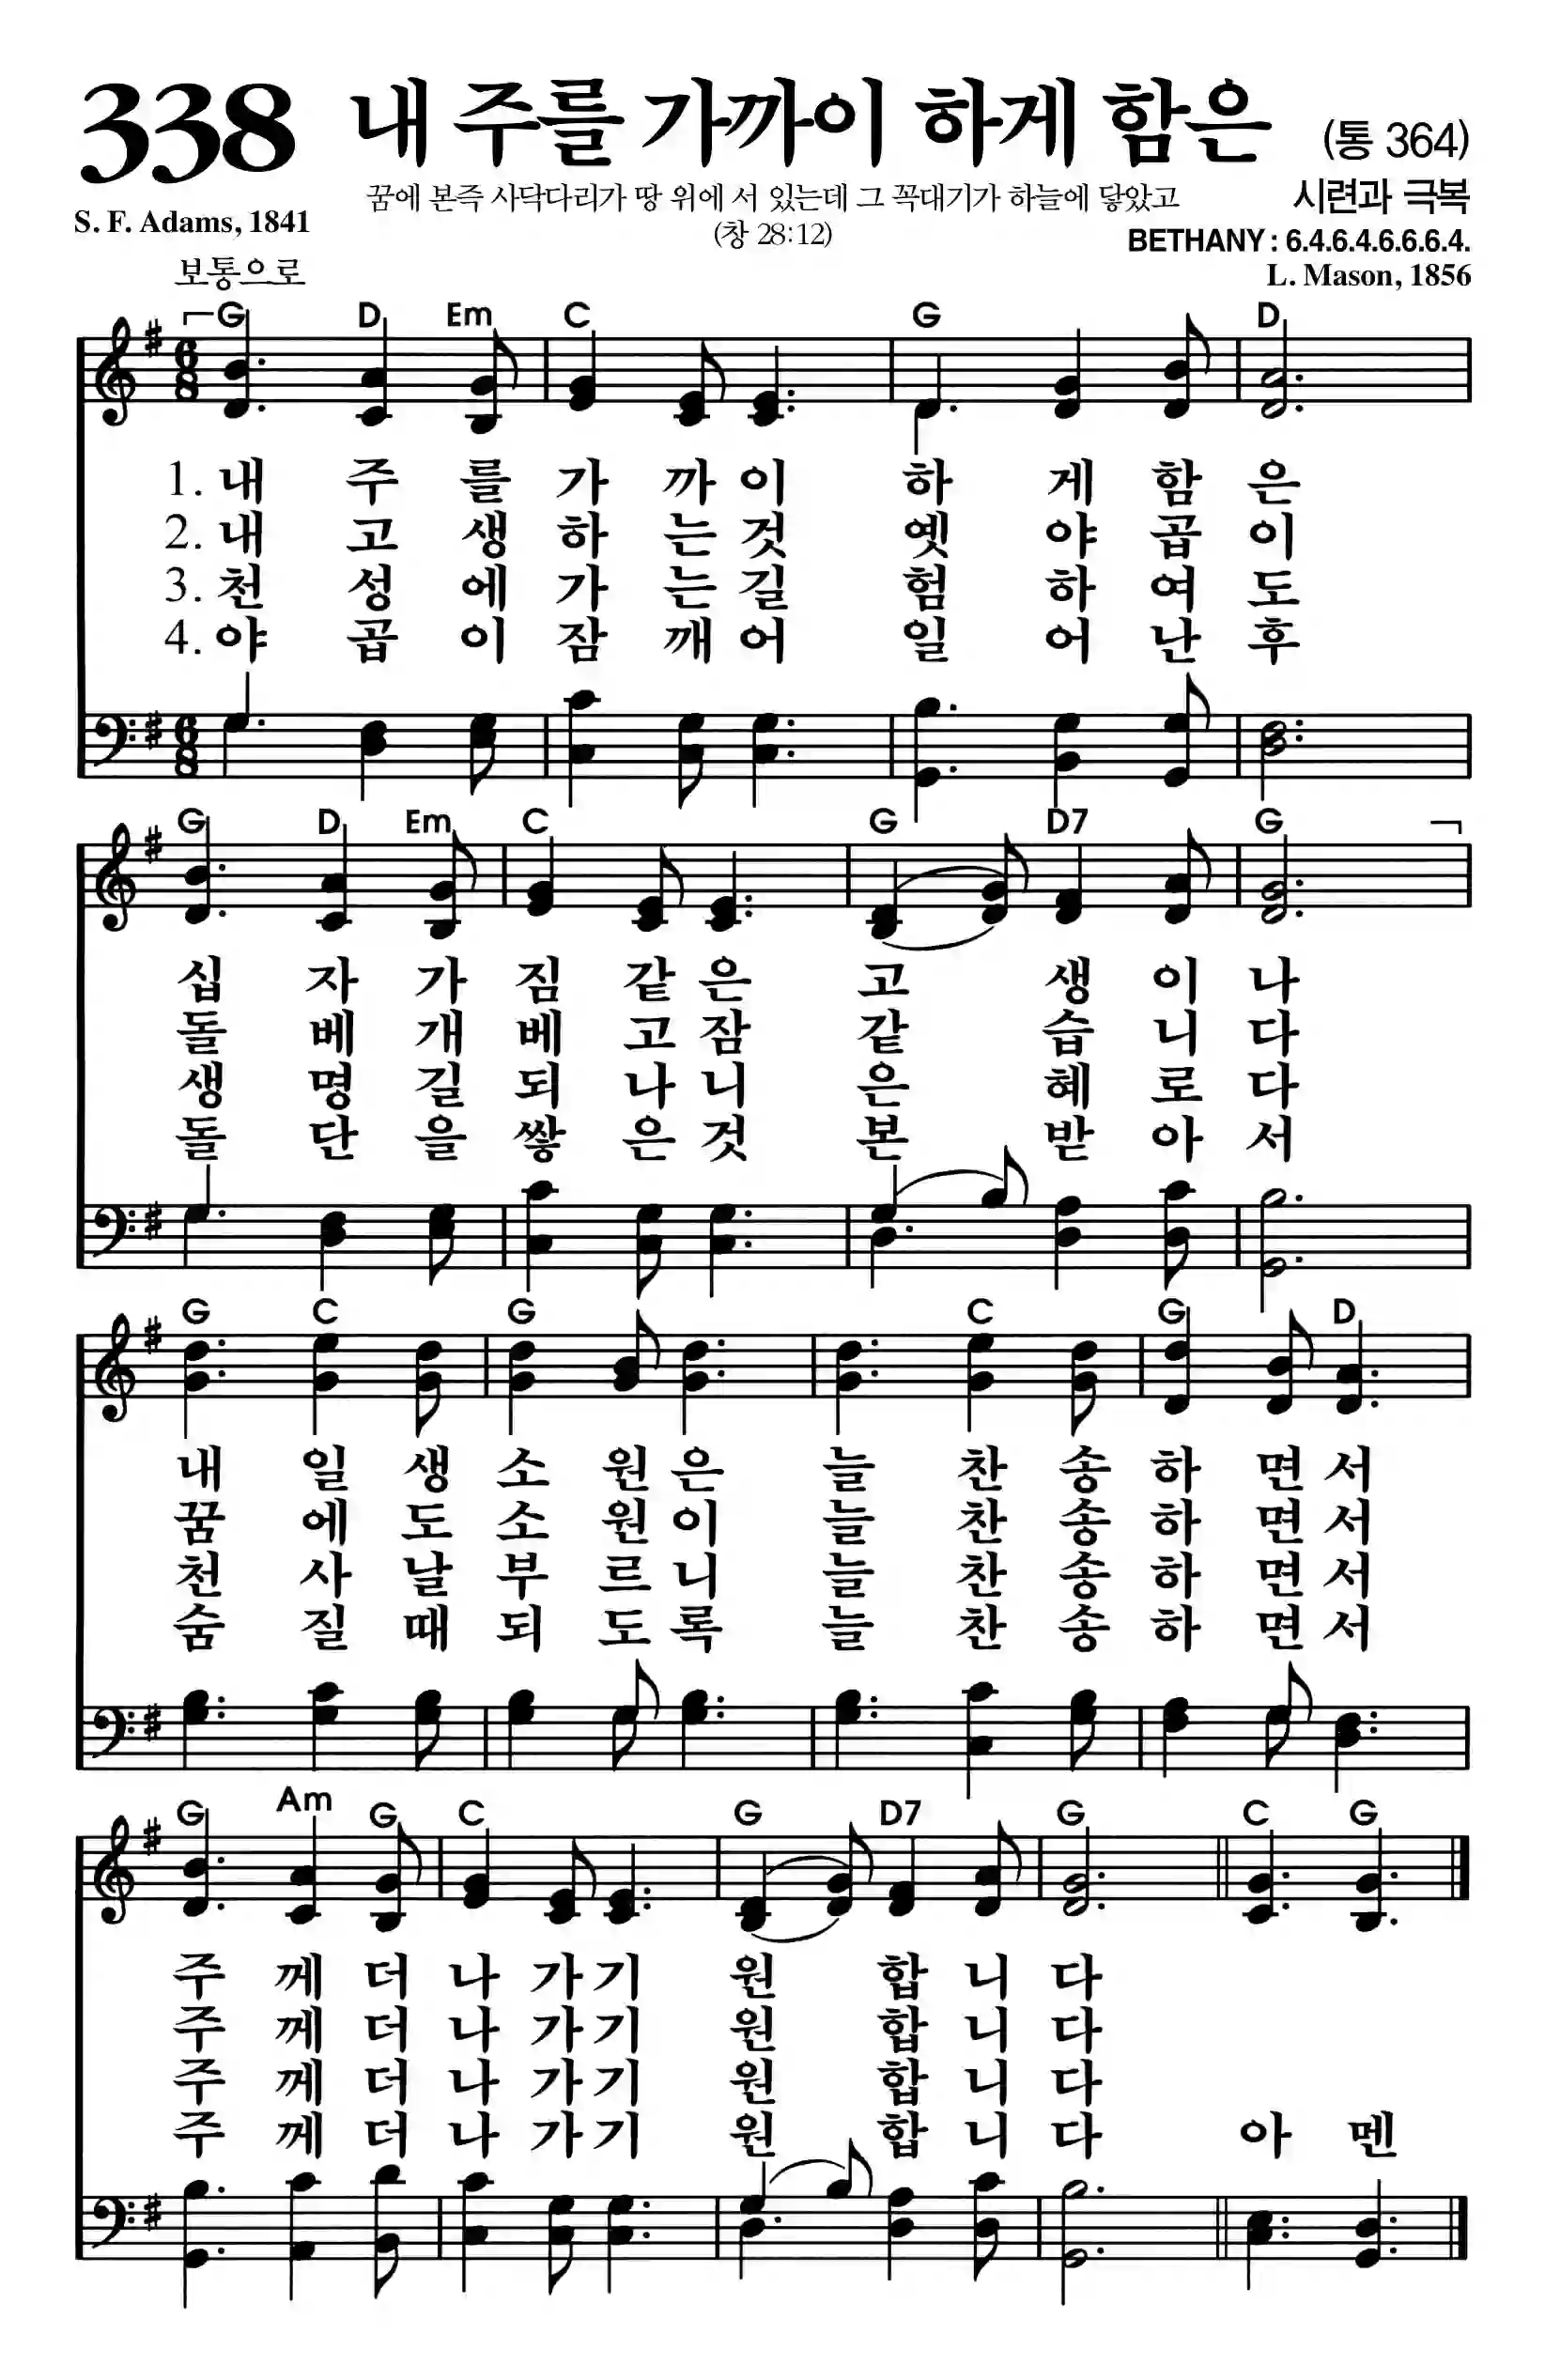 338 내 주를 가까이 하게 함은 (통 364)
꿈에 본즉 사닥다리가 땅 위에 서 있는데 그 꼭대기가 하늘에 닿았고
(창 28:12)
시련과 극복
S. F. Adams, 1841
BETHANY : 6.4.6.4.6.6.6.4.
L. Mason, 1856
보통으로
G D Em C G D
6 8
1. 내 주 를 가 까 이 하 게 함 은
2. 내 고 생 하 는 것 옛 야 곱 이
3. 천 성 에 가 는 길 험 하 여 도
4. 야 곱 이 잠 깨 어 일 어 난 후
6 8
G D Em C G D7 G
십 자 가 짐 같 은 고 생 이 나
돌 베 개 베 고 잠 같 습 니 다
생 명 길 되 나 니 은 혜 로 다
돌 단 을 쌓 은 것 본 받 아 서
G C G C G D
내 일 생 소 원 은 늘 찬 송 하 면 서
꿈 에 도 소 원 이 늘 찬 송 하 면 서
천 사 날 부 르 니 늘 찬 송 하 면 서
숨 질 때 되 도 록 늘 찬 송 하 면 서
G Am G C G D7 G C G
주 께 더 나 가 기 원 합 니 다
주 께 더 나 가 기 원 합 니 다
주 께 더 나 가 기 원 합 니 다
주 께 더 나 가 기 원 합 니 다 아 멘